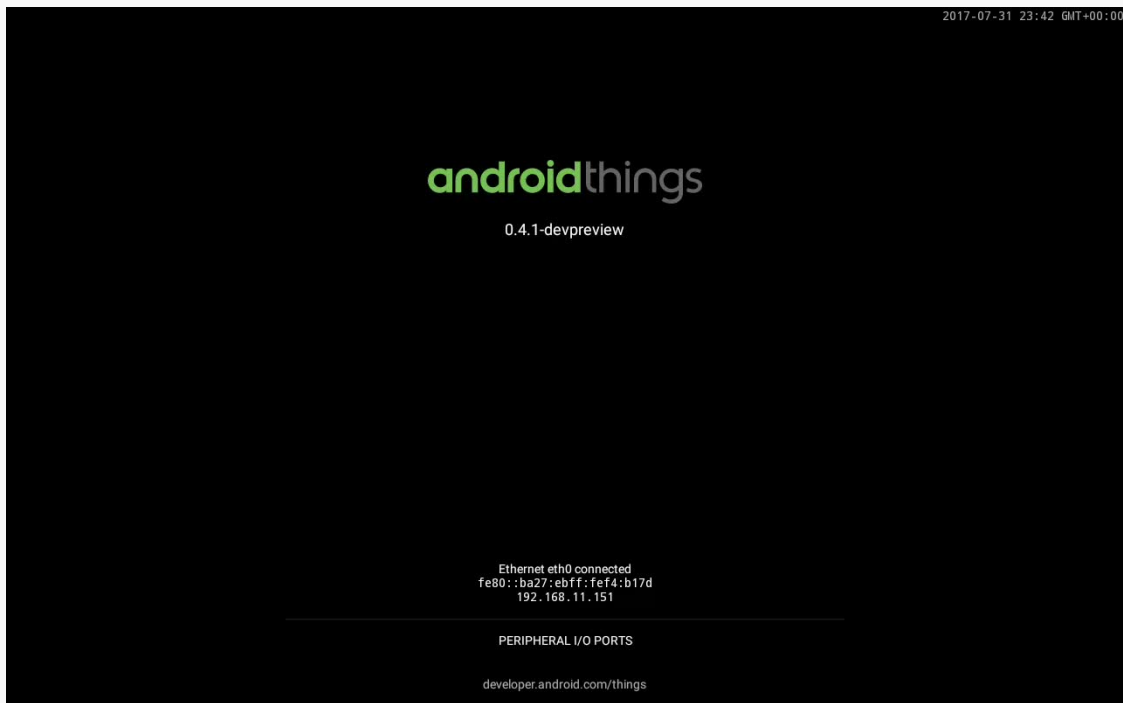 2017-07-31 23:42 GMT+00:00
androidthings
0.4.1-devpreview
Ethernet eth0 connected
fe80::ba27:ebff:fef4:b17d
192.168.11.151
PERIPHERAL I/O PORTS
developer.android.com/things